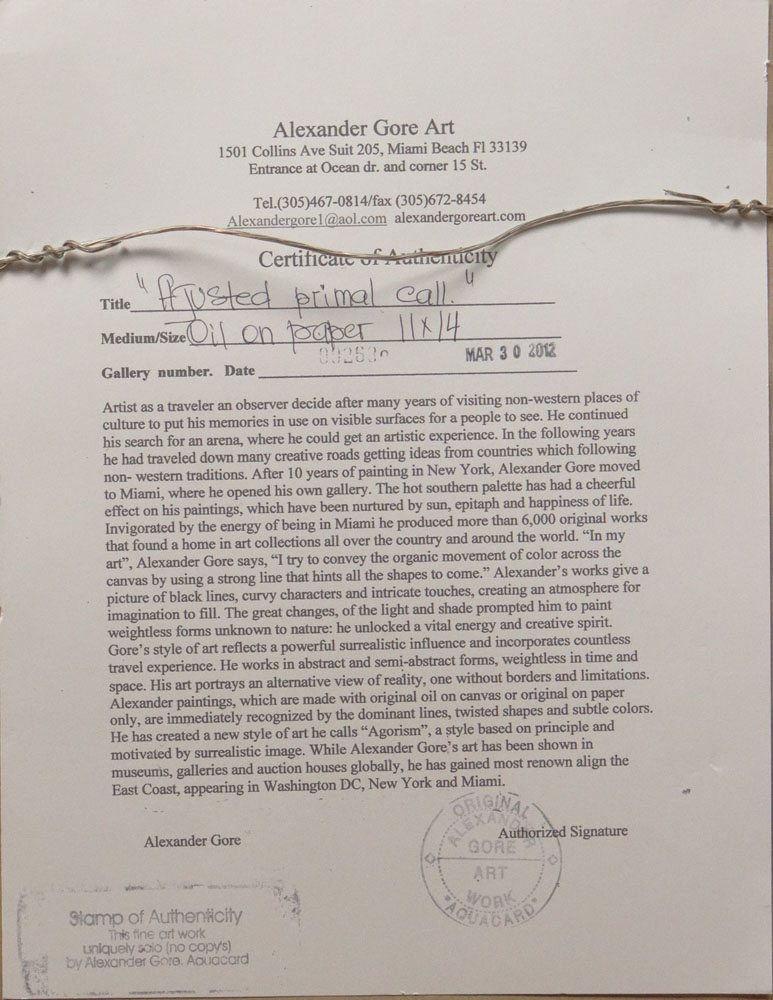 Alexander Gore Art
1501 Collins Ave Suit 205, Miami Beach Fl 33139
Entrance at Ocean dr. and corner 15 St.
Tel.(305)467-0814/fax (305)672-8454
Alexandergore1@aol.com alexandergoreart.com
Certificate of Authenticity
Title "Ajusted primal call."
Medium/Size Oil on paper 11x14
MAR 30 2012
Gallery number. Date
Artist as a traveler an observer decide after many years of visiting non-western places of
culture to put his memories in use on visible surfaces for a people to see. He continued
his search for an arena, where he could get an artistic experience. In the following years
he had traveled down many creative roads getting ideas from countries which following
non- western traditions. After 10 years of painting in New York, Alexander Gore moved
to Miami, where he opened his own gallery. The hot southern palette has had a cheerful
effect on his paintings, which have been nurtured by sun, epitaph and happiness of life.
Invigorated by the energy of being in Miami he produced more than 6,000 original works
that found a home in art collections all over the country and around the world. “In my
art”, Alexander Gore says, “I try to convey the organic movement of color across the
canvas by using a strong line that hints all the shapes to come.” Alexander’s works give a
picture of black lines, curvy characters and intricate touches, creating an atmosphere for
imagination to fill. The great changes, of the light and shade prompted him to paint
weightless forms unknown to nature: he unlocked a vital energy and creative spirit.
Gore’s style of art reflects a powerful surrealistic influence and incorporates countless
travel experience. He works in abstract and semi-abstract forms, weightless in time and
space. His art portrays an alternative view of reality, one without borders and limitations.
Alexander paintings, which are made with original oil on canvas or original on paper
only, are immediately recognized by the dominant lines, twisted shapes and subtle colors.
He has created a new style of art he calls “Agorism”, a style based on principle and
motivated by surrealistic image. While Alexander Gore’s art has been shown in
museums, galleries and auction houses globally, he has gained most renown align the
East Coast, appearing in Washington DC, New York and Miami.
Alexander Gore
Authorized Signature
ORIGINAL
ALEXANDER
GORE
ART
WORK
AQUACARD
Stamp of Authenticity
This fine art work
uniquely solo (no copy's)
by Alexander Gore. Aquacard